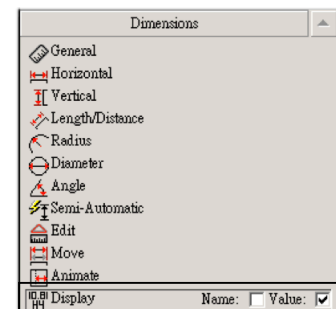 Dimensions
General
Horizontal
Vertical
Length/Distance
Radius
Diameter
Angle
Semi-Automatic
Edit
Move
Animate
Display Name: Value: